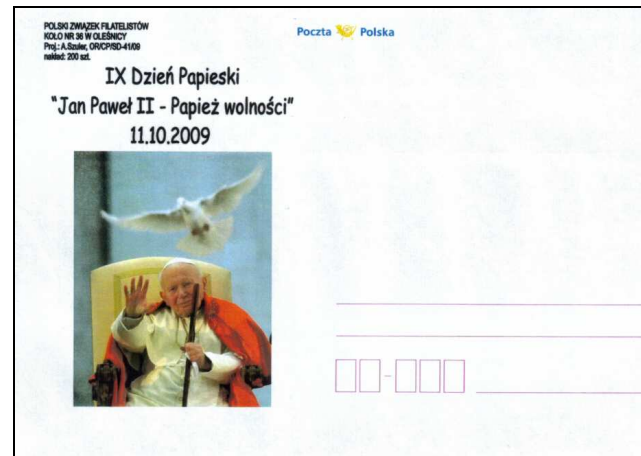 POLSKI ZWIĄZEK FILATELISTÓW
KOŁO NR 36 W OLEŚNICY
Proj.: A.Szuler, OR/CP/SD-41/09
nakład: 200 szt.
Poczta Polska
IX Dzień Papieski
"Jan Paweł II - Papież wolności"
11.10.2009